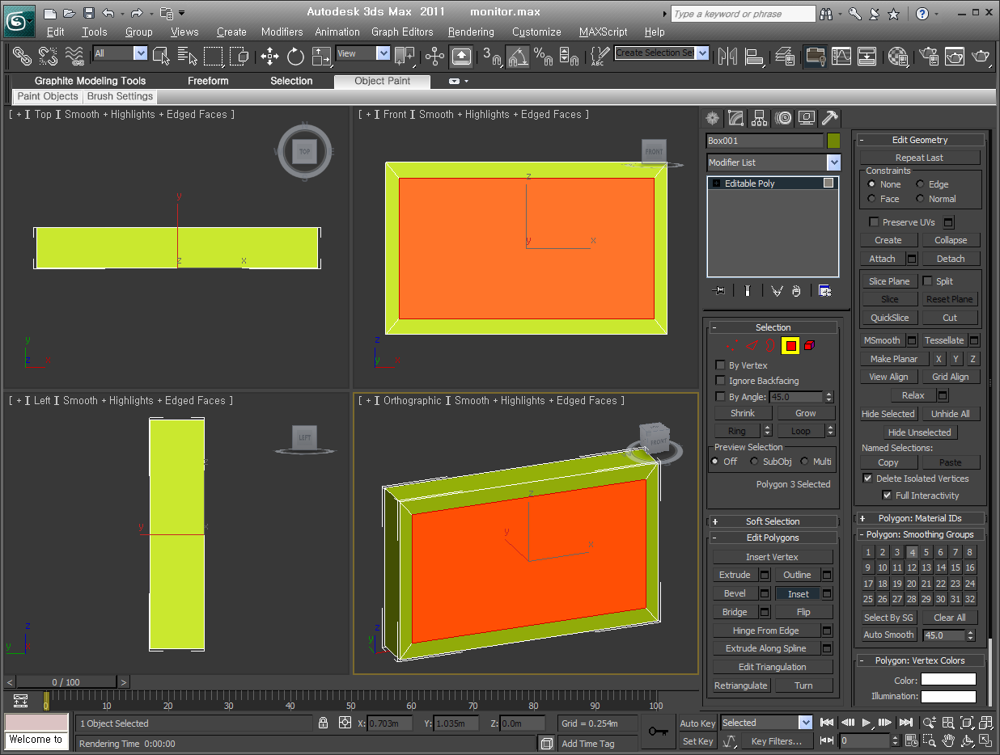 Autodesk 3ds Max 2011 monitor.max
Type a keyword or phrase
Edit Tools Group Views Create Modifiers Animation Graph Editors Rendering Customize MAXScript Help
All View 3 % ABC Create Selection Se
Graphite Modeling Tools Freeform Selection Object Paint
Paint Objects Brush Settings
[ + ] Top ] Smooth + Highlights + Edged Faces ]
TOP
y
z x
y
z
[ + ] Front ] Smooth + Highlights + Edged Faces ]
FRONT
z
y x
z
y
[ + ] Left ] Smooth + Highlights + Edged Faces ]
LEFT
z
y x
z
y
[ + ] Orthographic ] Smooth + Highlights + Edged Faces ]
FRONT
z
y
x
z
y
Box001
Modifier List
Editable Poly
- Selection
By Vertex
Ignore Backfacing
By Angle: 45.0
Shrink Grow
Ring Loop
Preview Selection
Off SubObj Multi
Polygon 3 Selected
+ Soft Selection
- Edit Polygons
Insert Vertex
Extrude Outline
Bevel Inset
Bridge Flip
Hinge From Edge
Extrude Along Spline
Edit Triangulation
Retriangulate Turn
- Edit Geometry
Repeat Last
Constraints
None Edge
Face Normal
Preserve UVs
Create Collapse
Attach Detach
Slice Plane Split
Slice Reset Plane
QuickSlice Cut
MSmooth Tessellate
Make Planar X Y Z
View Align Grid Align
Relax
Hide Selected Unhide All
Hide Unselected
Named Selections:
Copy Paste
Delete Isolated Vertices
Full Interactivity
+ Polygon: Material IDs
- Polygon: Smoothing Groups
1 2 3 4 5 6 7 8
9 10 11 12 13 14 15 16
17 18 19 20 21 22 23 24
25 26 27 28 29 30 31 32
Select By SG Clear All
Auto Smooth 45.0
- Polygon: Vertex Colors
Color:
Illumination:
< 0 / 100 >
0 10 20 30 40 50 60 70 80 90 100
Welcome to
1 Object Selected X: 0.703m Y: 1.035m Z: 0.0m Grid = 0.254m
Rendering Time 0:00:00 Add Time Tag
Auto Key Selected
Set Key Key Filters... 0